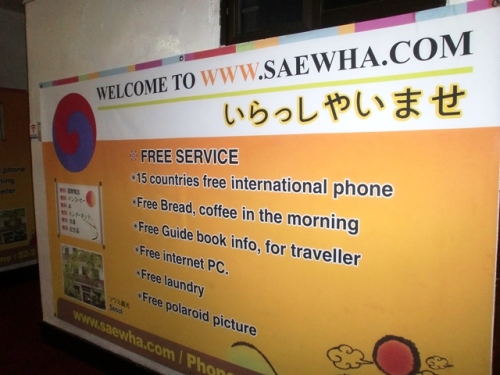 WELCOME TO WWW.SAEWHA.COM
いらっしやいませ
※ FREE SERVICE
•15 countries free international phone
•Free Bread, coffee in the morning
•Free Guide book info, for traveller
•Free internet PC.
•Free laundry
•Free polaroid picture
Seoul
www.saewha.com / Phone